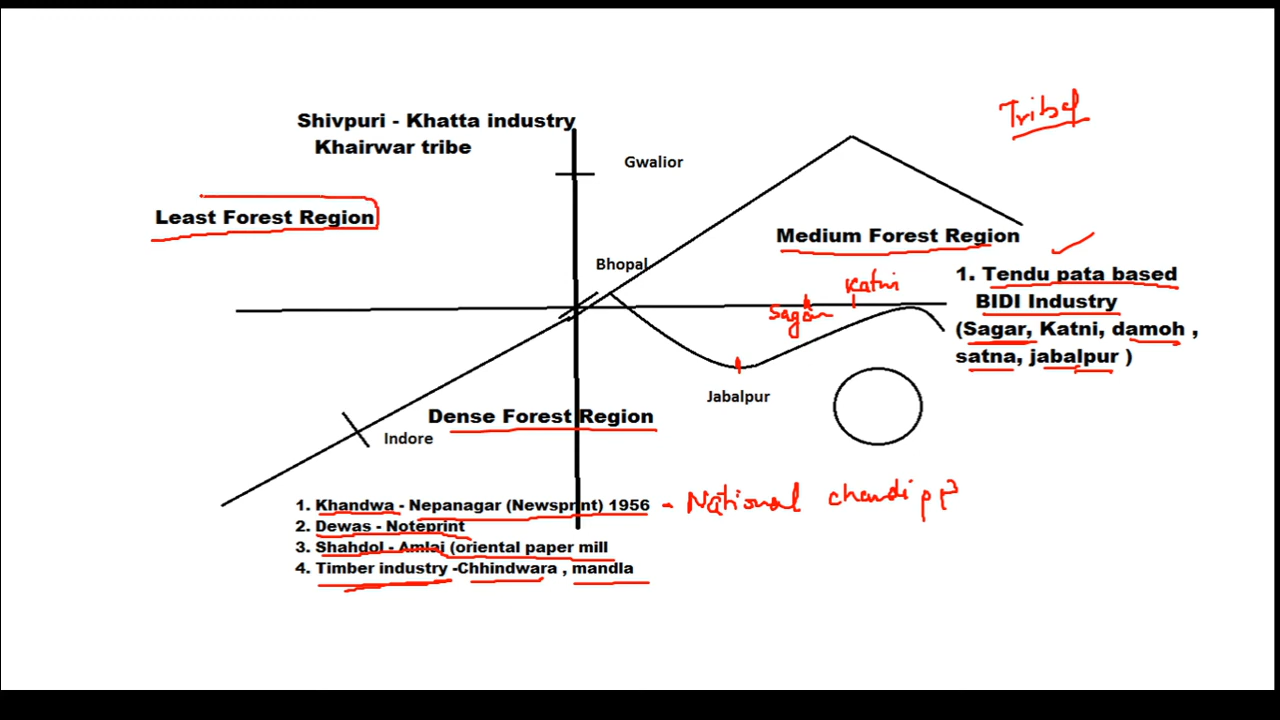 Tribal
Shivpuri - Khatta industry
Khairwar tribe
Gwalior
Least Forest Region
Medium Forest Region
Bhopal
1. Tendu pata based
BIDI Industry
(Sagar, Katni, damoh ,
satna, jabalpur )
Katni
Sagar
Jabalpur
Dense Forest Region
Indore
1. Khandwa - Nepanagar (Newsprint) 1956 - National chandi
2. Dewas - Noteprint
3. Shahdol - Amlai (oriental paper mill
4. Timber industry -Chhindwara , mandla